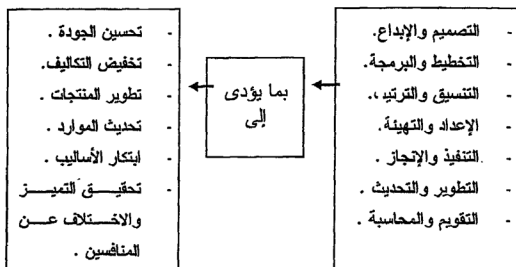 - التصميم والإبداع.
- التخطيط والبرمجة.
- التنسيق والترتيب.
- الإعداد والتهيئة.
- التنفيذ والإنجاز .
- التطوير والتحديث .
- التقويم والمحاسبة .
بما يؤدى
إلى
- تحسين الجودة .
- تخفيض التكاليف.
- تطوير المنتجات .
- تحديث الموارد .
- ابتكار الأساليب .
- تحقيق التميز
والاختلاف عن
المنافسين .